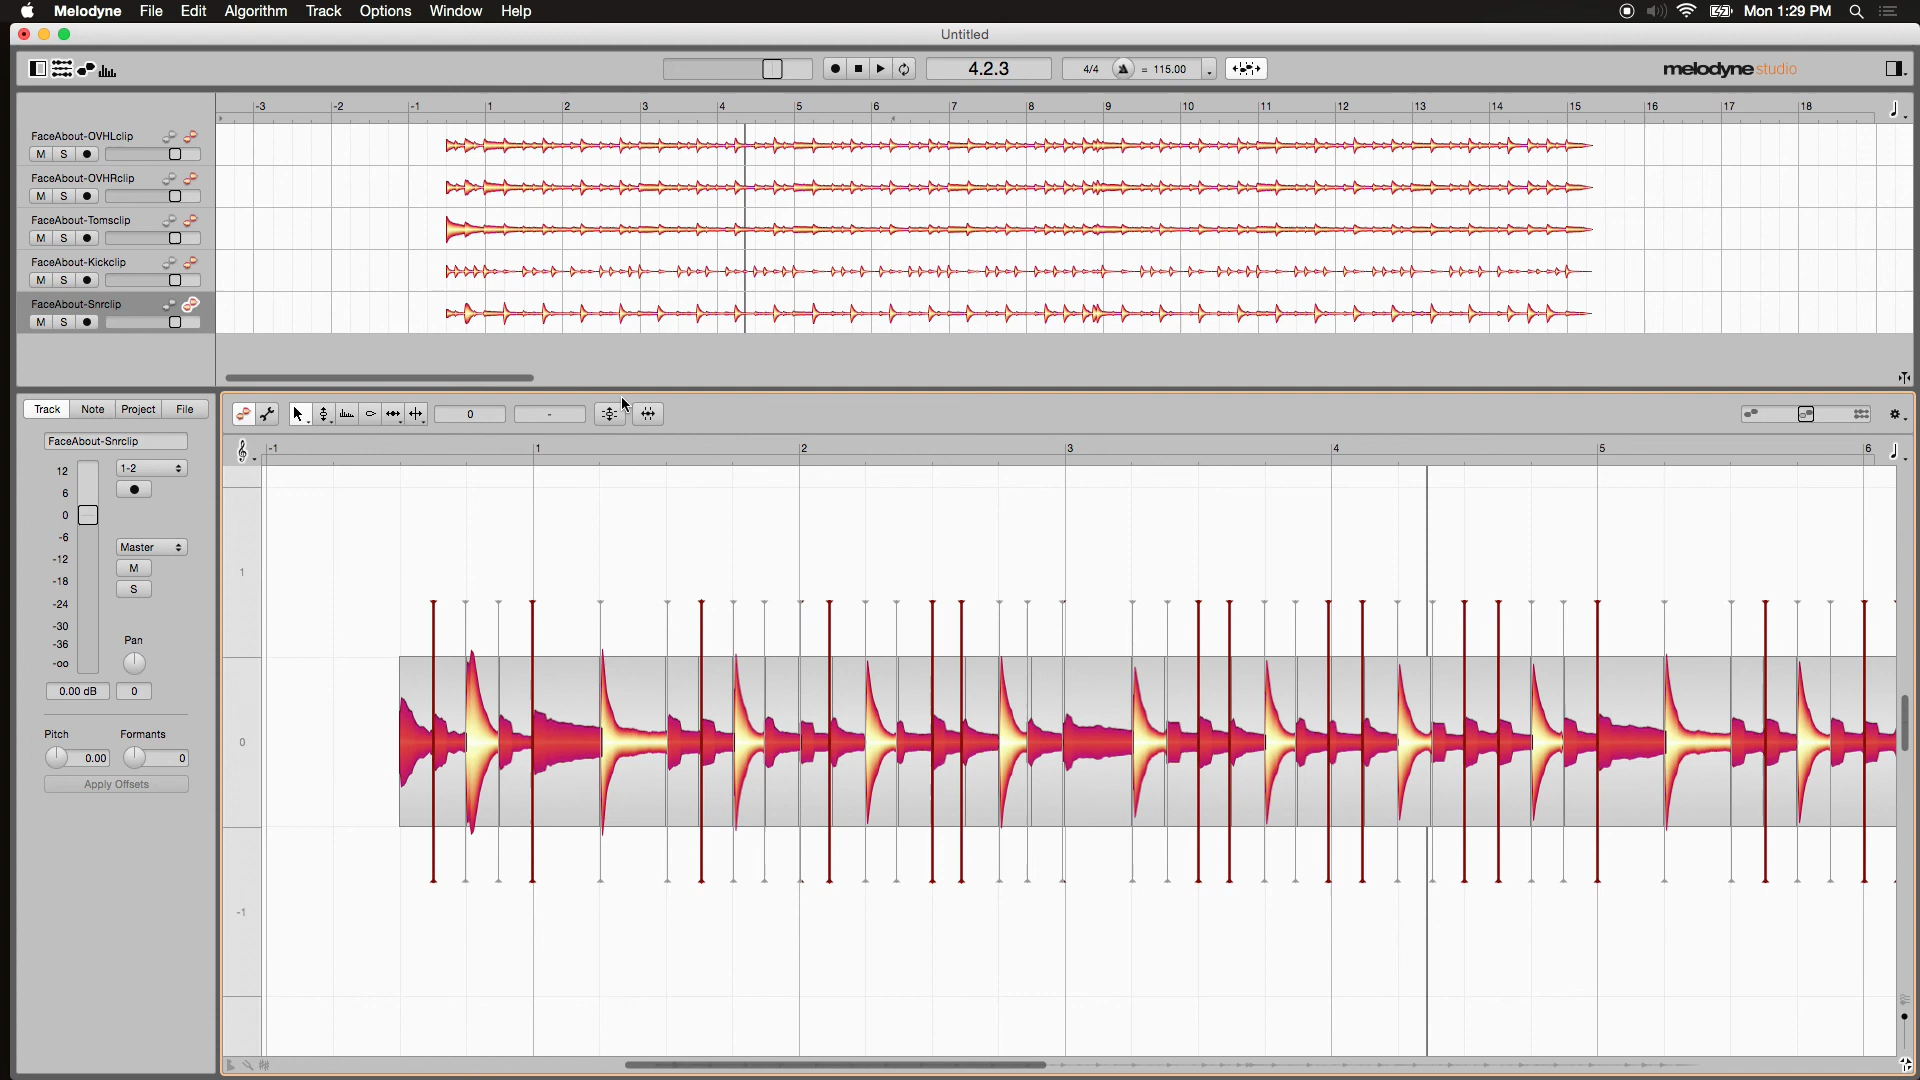 Melodyne File Edit Algorithm Track Options Window Help Mon 1:29 PM
Untitled
4.2.3 4/4 = 115.00 melodyne studio
-3 -2 -1 1 2 3 4 5 6 7 8 9 10 11 12 13 14 15 16 17 18
FaceAbout-OVHLclip
M S
FaceAbout-OVHRclip
M S
FaceAbout-Tomsclip
M S
FaceAbout-Kickclip
M S
FaceAbout-Snrclip
M S
Track Note Project File
0 -
FaceAbout-Snrclip
-1 1 2 3 4 5 6
12 1-2
6
0
-6
Master
-12
M
-18
S
-24
-30
-36
Pan
-oo
0.00 dB 0
Pitch Formants
0.00 0
Apply Offsets
1
0
-1